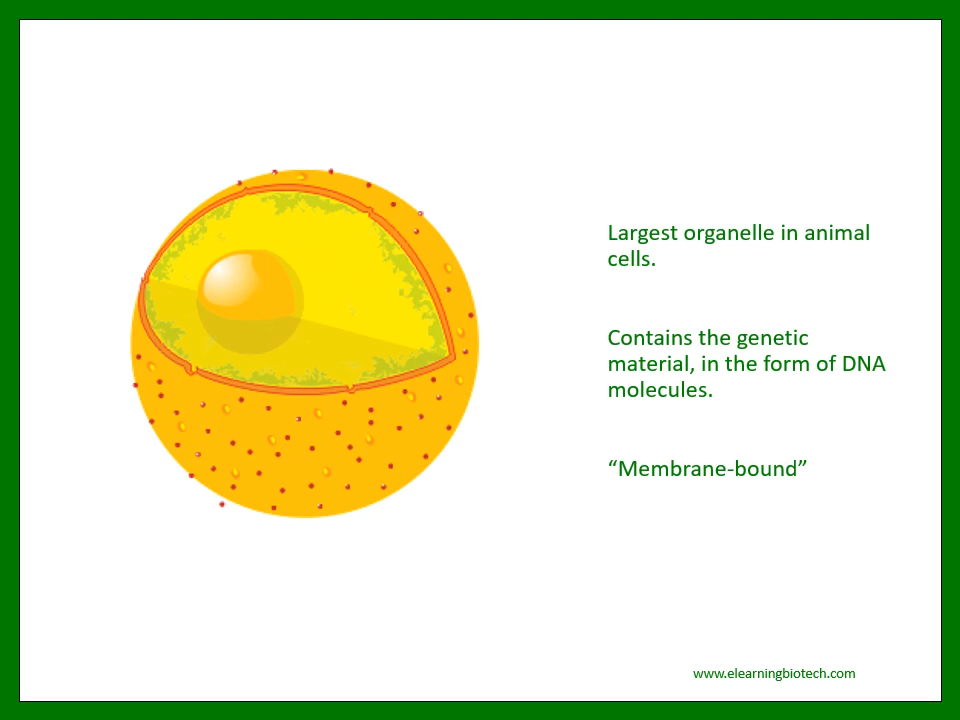 Largest organelle in animal
cells.
Contains the genetic
material, in the form of DNA
molecules.
“Membrane-bound”
www.elearningbiotech.com